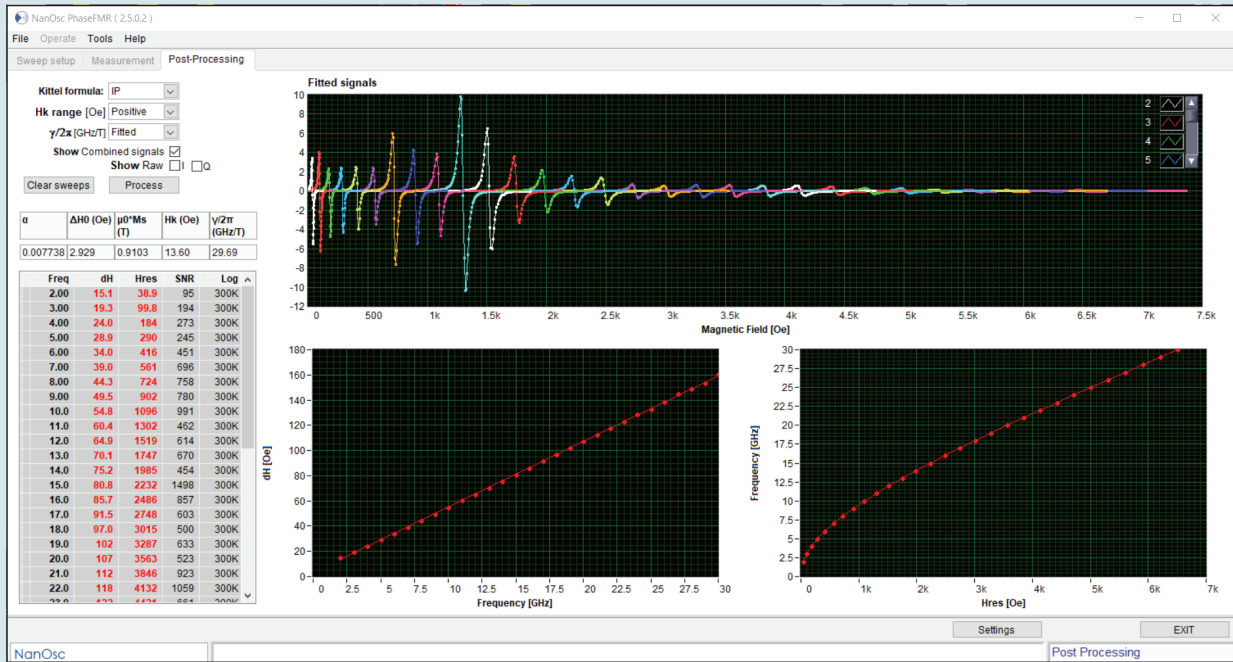 NanOsc PhaseFMR ( 2.5.0.2 )
File Operate Tools Help
Sweep setup Measurement Post-Processing
Kittel formula: IP
Hk range [Oe] Positive
γ/2π [GHz/T] Fitted
Show Combined signals
Show Raw I Q
Clear sweeps Process
α ΔH0 (Oe) μ0*Ms (T) Hk (Oe) γ/2π (GHz/T)
0.007738 2.929 0.9103 13.60 29.69
Freq dH Hres SNR Log
2.00 15.1 38.9 95 300K
3.00 19.3 99.8 194 300K
4.00 24.0 184 273 300K
5.00 28.9 290 245 300K
6.00 34.0 416 451 300K
7.00 39.0 561 696 300K
8.00 44.3 724 758 300K
9.00 49.5 902 780 300K
10.0 54.8 1096 991 300K
11.0 60.4 1302 462 300K
12.0 64.9 1519 614 300K
13.0 70.1 1747 670 300K
14.0 75.2 1985 454 300K
15.0 80.8 2232 1498 300K
16.0 85.7 2486 857 300K
17.0 91.5 2748 603 300K
18.0 97.0 3015 500 300K
19.0 102 3287 633 300K
20.0 107 3563 523 300K
21.0 112 3846 923 300K
22.0 118 4132 1059 300K
Fitted signals
10
8
6
4
2
0
-2
-4
-6
-8
-10
-12
2
3
4
5
0 500 1k 1.5k 2k 2.5k 3k 3.5k 4k 4.5k 5k 5.5k 6k 6.5k 7k 7.5k
Magnetic Field [Oe]
180
160
140
120
100
80
60
40
20
0
dH [Oe]
0 2.5 5 7.5 10 12.5 15 17.5 20 22.5 25 27.5 30
Frequency [GHz]
30
27.5
25
22.5
20
17.5
15
12.5
10
7.5
5
2.5
0
Frequency [GHz]
0 1k 2k 3k 4k 5k 6k 7k
Hres [Oe]
Settings EXIT
NanOsc
Post Processing